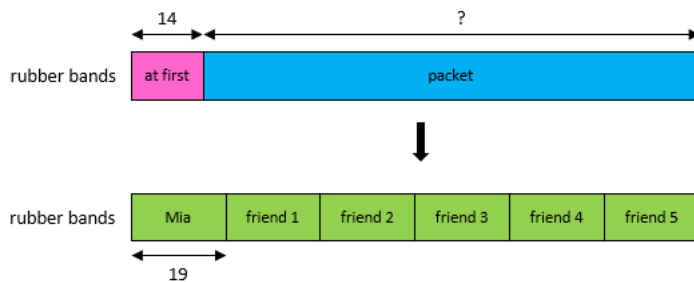 14 ?
rubber bands at first packet
rubber bands Mia friend 1 friend 2 friend 3 friend 4 friend 5
19